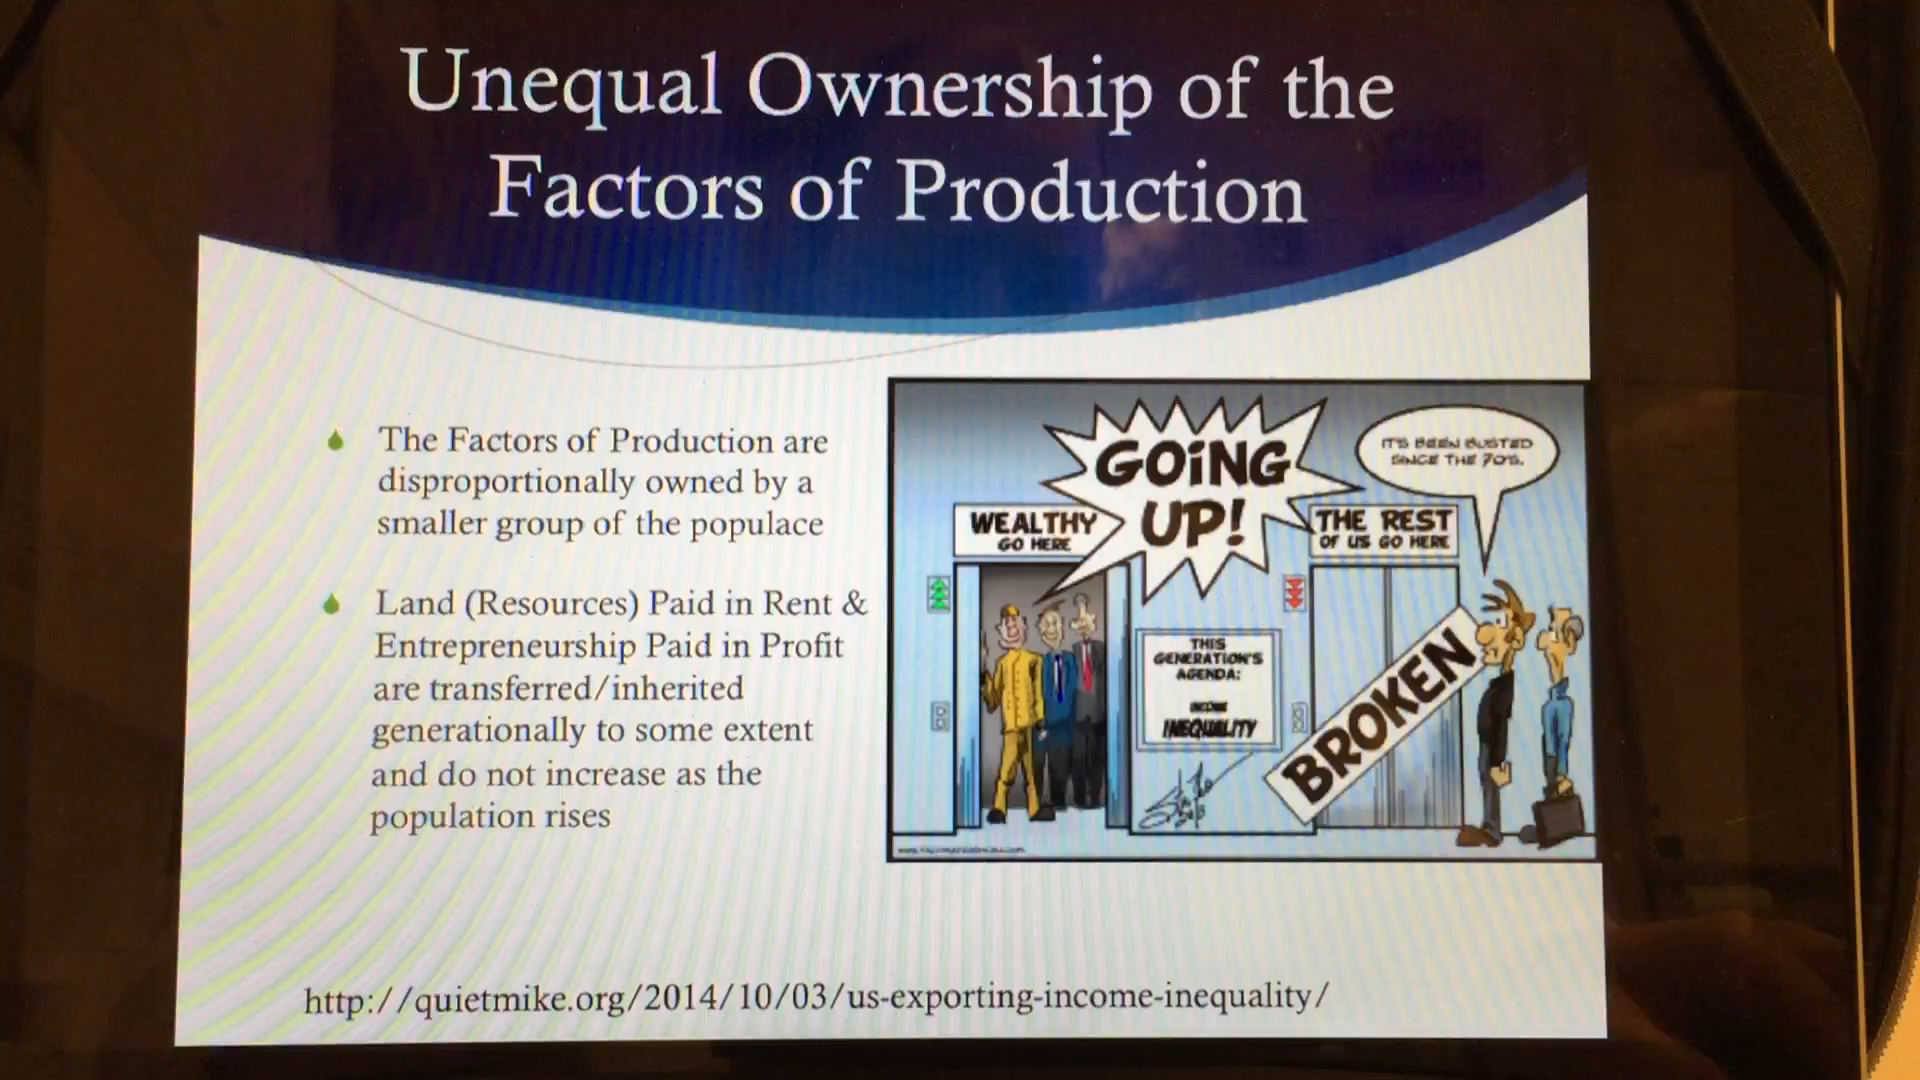 Unequal Ownership of the
Factors of Production
The Factors of Production are
disproportionally owned by a
smaller group of the populace
Land (Resources) Paid in Rent &
Entrepreneurship Paid in Profit
are transferred/inherited
generationally to some extent
and do not increase as the
population rises
GOING
UP!
IT'S BEEN BUSTED
SINCE THE 70'S.
WEALTHY
GO HERE
THE REST
OF US GO HERE
THIS
GENERATION'S
AGENDA:
INCOME
INEQUALITY
BROKEN
http://quietmike.org/2014/10/03/us-exporting-income-inequality/